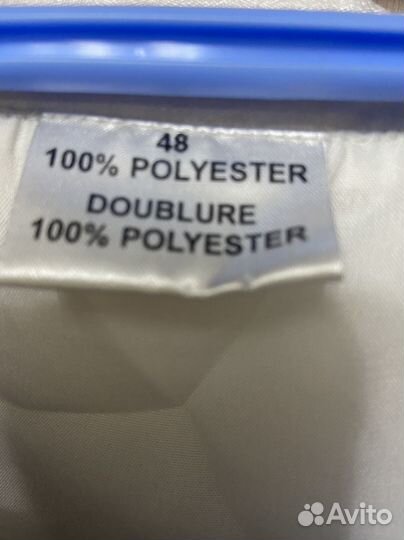 48
100% POLYESTER
DOUBLURE
100% POLYESTER
Avito